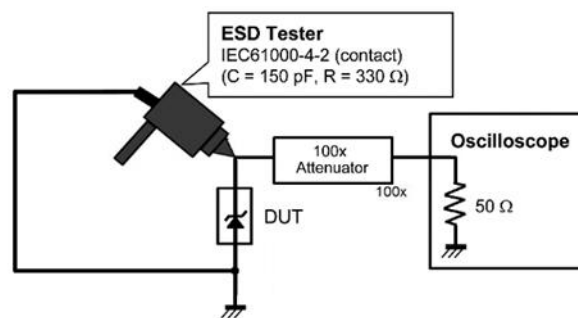 ESD Tester
IEC61000-4-2 (contact)
(C = 150 pF, R = 330 Ω)
100x
Attenuator
100x
Oscilloscope
50 Ω
DUT